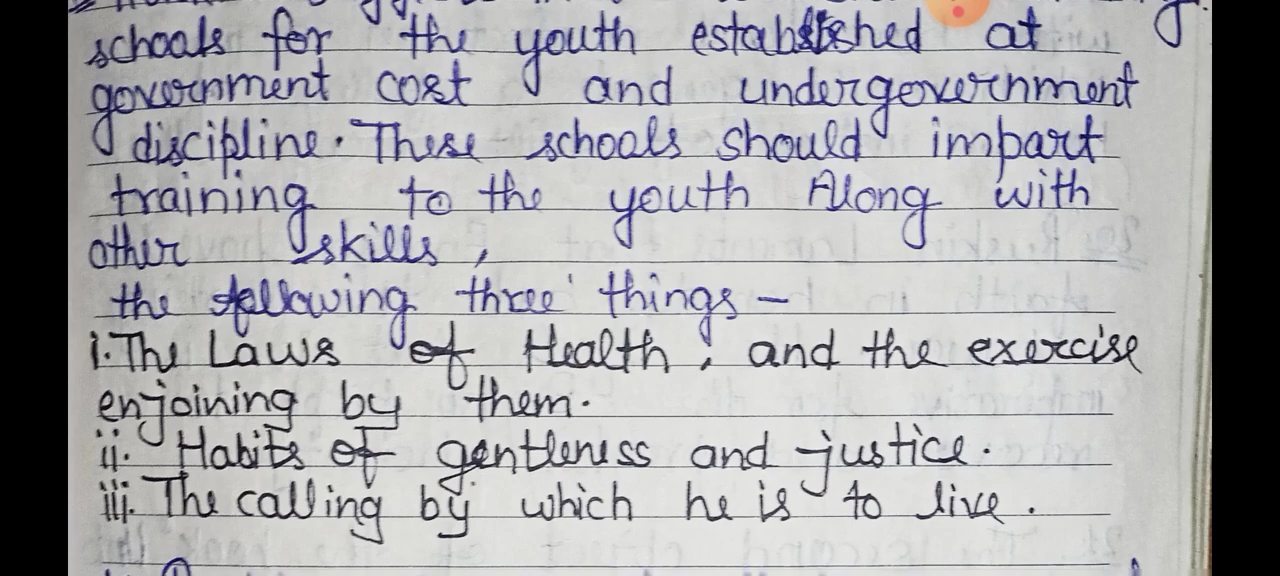 schools for the youth established at
government cost and undergovernment
discipline. These schools should impart
training to the youth Along with
other skills,
the following three things -
i. The Laws of Health, and the exercise
enjoining by them.
ii. Habits of gentleness and justice.
iii. The calling by which he is to live.